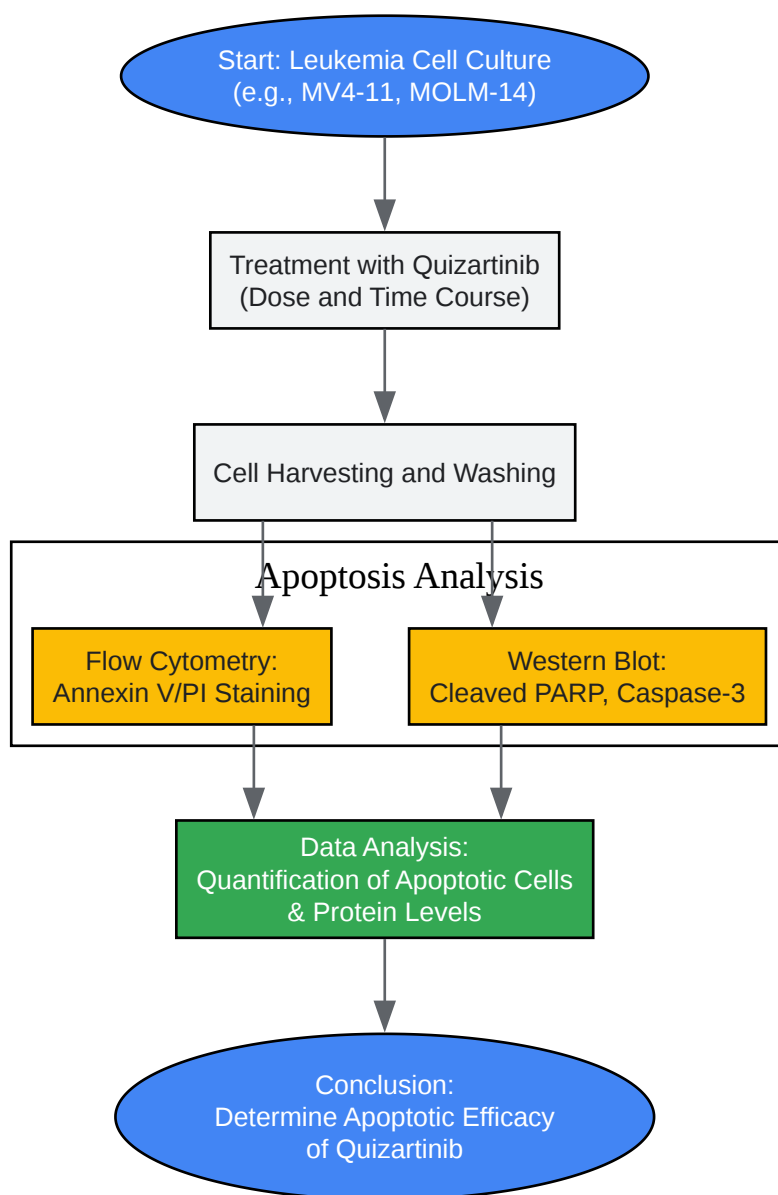 Start: Leukemia Cell Culture
(e.g., MV4-11, MOLM-14)
Treatment with Quizartinib
(Dose and Time Course)
Cell Harvesting and Washing
Apoptosis Analysis
Flow Cytometry:
Annexin V/PI Staining
Western Blot:
Cleaved PARP, Caspase-3
Data Analysis:
Quantification of Apoptotic Cells
& Protein Levels
Conclusion:
Determine Apoptotic Efficacy
of Quizartinib